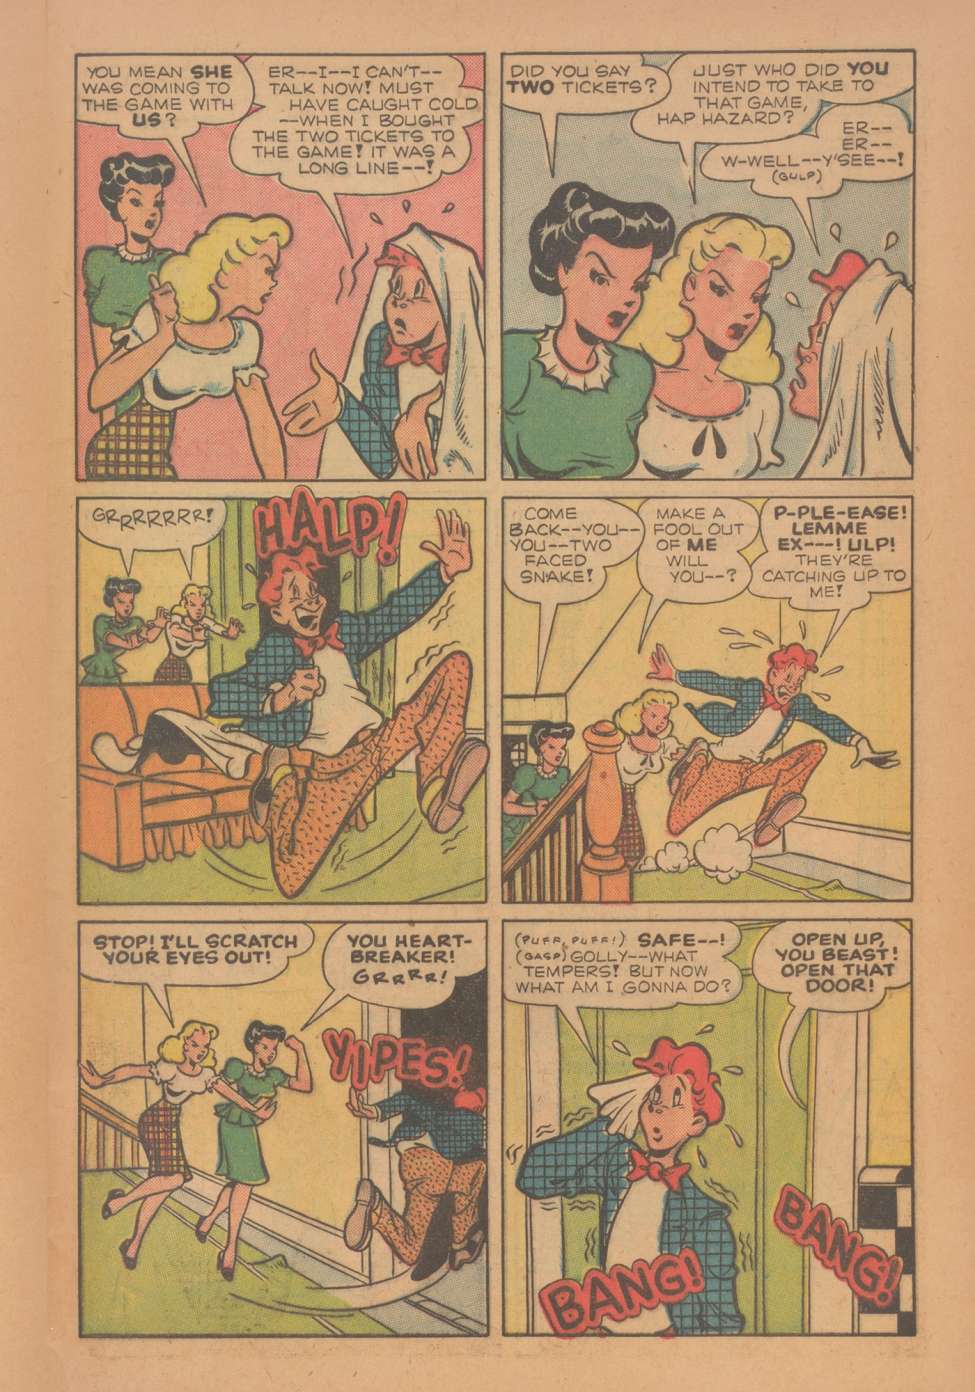 YOU MEAN SHE
WAS COMING TO
THE GAME WITH
US?
ER--I--I CAN'T--
TALK NOW! MUST
HAVE CAUGHT COLD
--WHEN I BOUGHT
THE TWO TICKETS TO
THE GAME! IT WAS A
LONG LINE--!
DID YOU SAY
TWO TICKETS?
JUST WHO DID YOU
INTEND TO TAKE TO
THAT GAME,
HAP HAZARD?
ER--
ER--
W-WELL--Y'SEE--!
(GULP)
GRRRRRRR!
HALP!
COME
BACK--YOU--
YOU--TWO
FACED
SNAKE!
MAKE A
FOOL OUT
OF ME
WILL
YOU--?
P-PLE-EASE!
LEMME
EX---! ULP!
THEY'RE
CATCHING UP TO
ME!
STOP! I'LL SCRATCH
YOUR EYES OUT!
YOU HEART-
BREAKER!
GRRRR!
YIPES!
(PUFF, PUFF!) SAFE--!
(GASP) GOLLY--WHAT
TEMPERS! BUT NOW
WHAT AM I GONNA DO?
OPEN UP,
YOU BEAST!
OPEN THAT
DOOR!
BANG!
BANG!